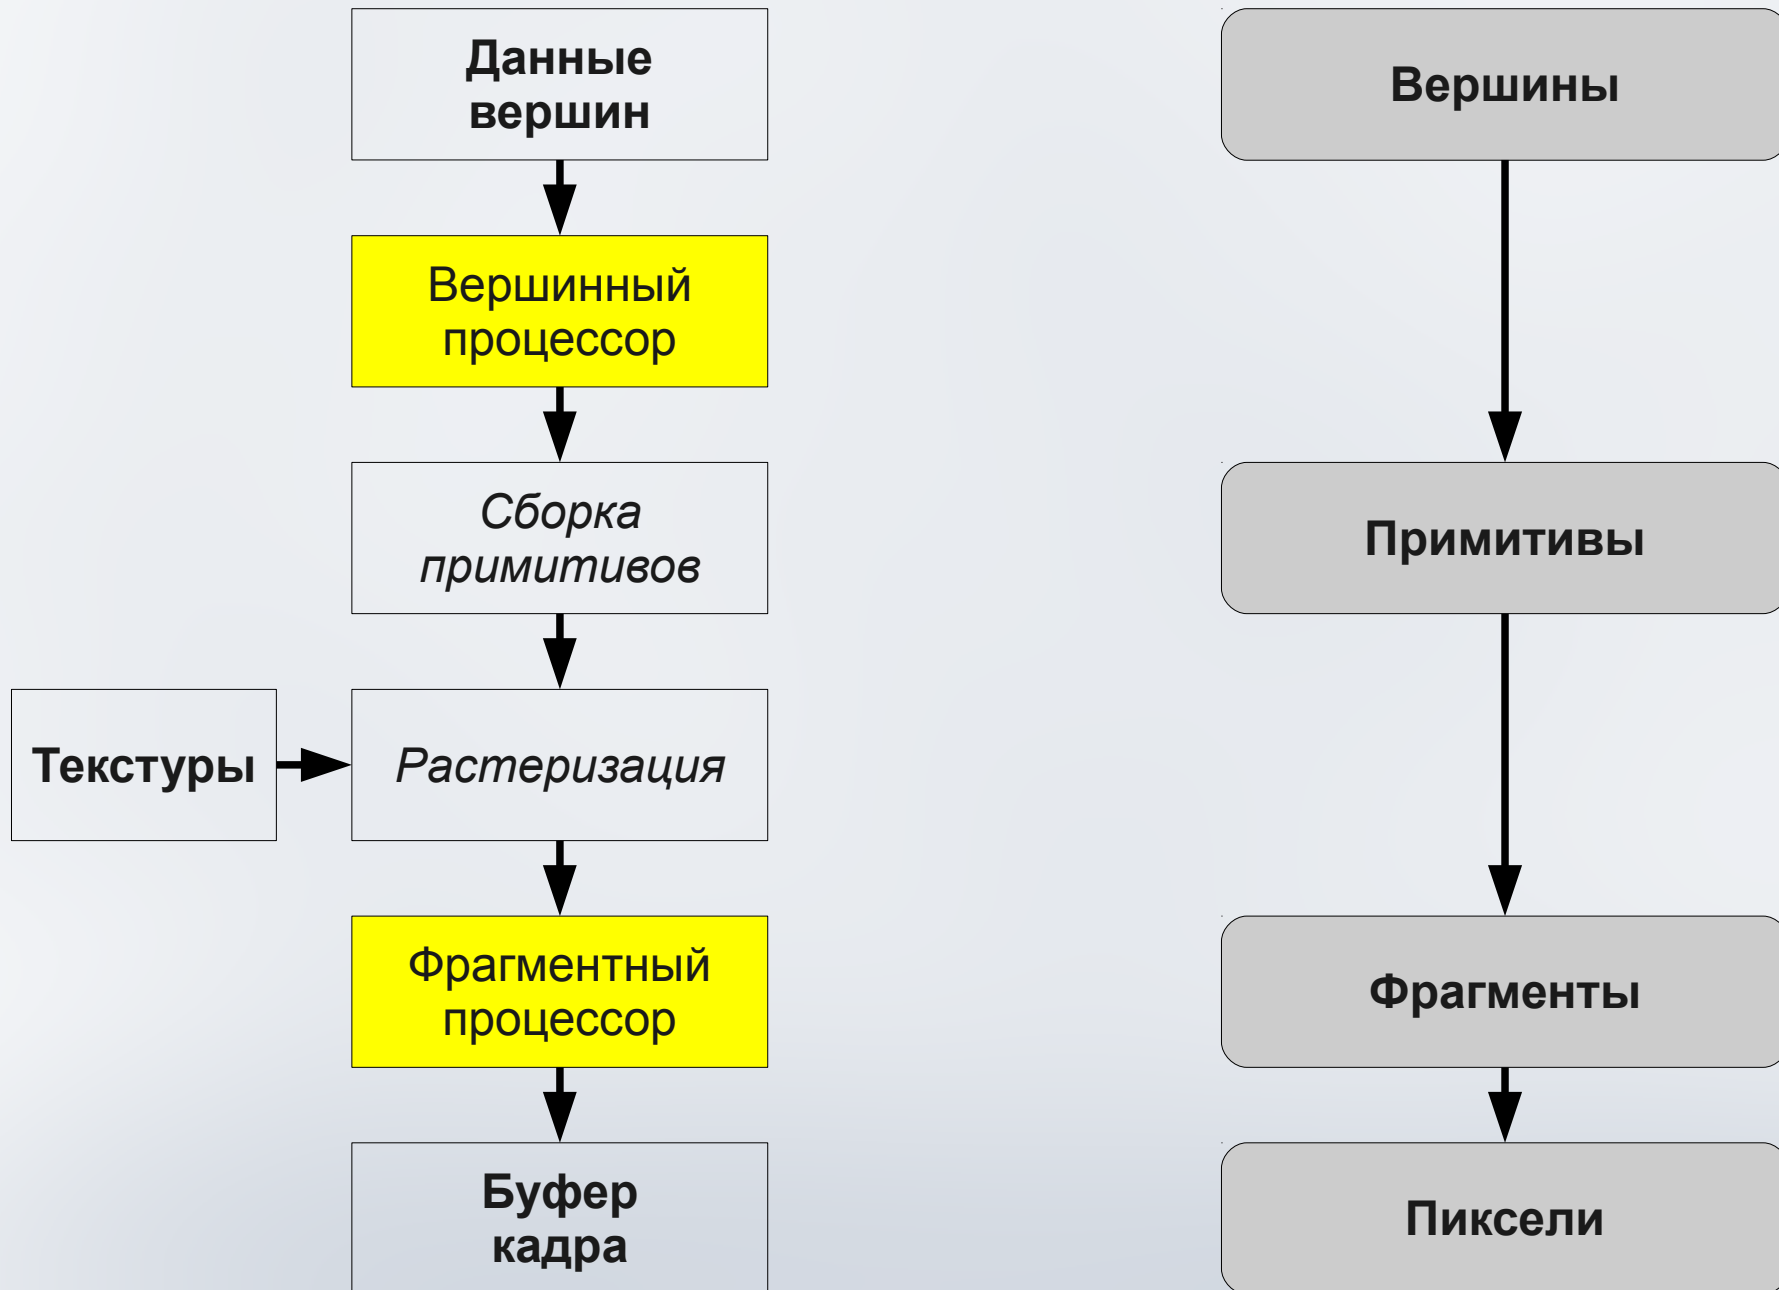 Данные
вершин
Вершины
Вершинный
процессор
Сборка
примитивов
Примитивы
Текстуры
Растеризация
Фрагментный
процессор
Фрагменты
Буфер
кадра
Пиксели